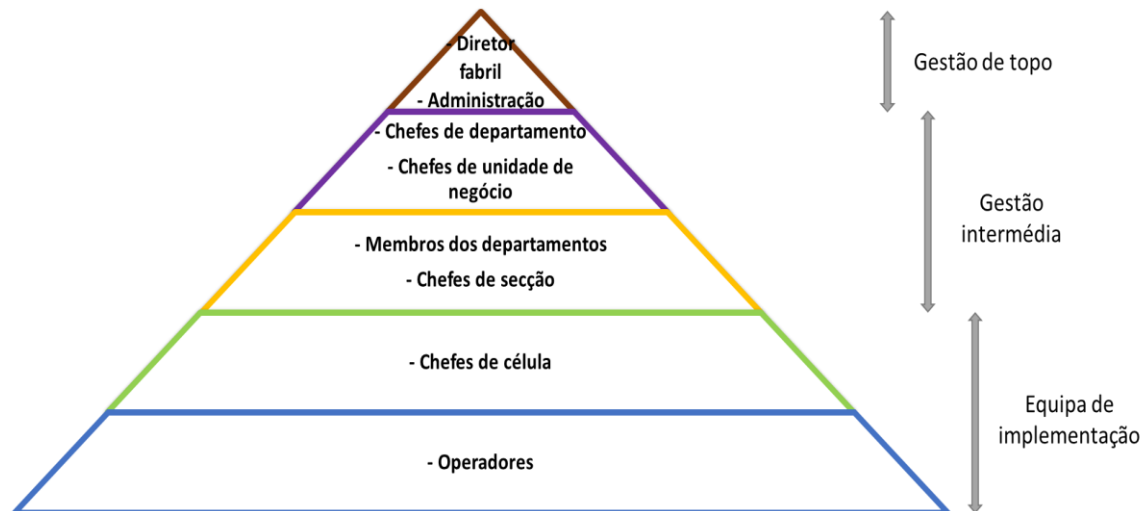 - Diretor
fabril
- Administração
Gestão de topo
- Chefes de departamento
- Chefes de unidade de
negócio
- Membros dos departamentos
- Chefes de secção
Gestão
intermédia
- Chefes de célula
- Operadores
Equipa de
implementação